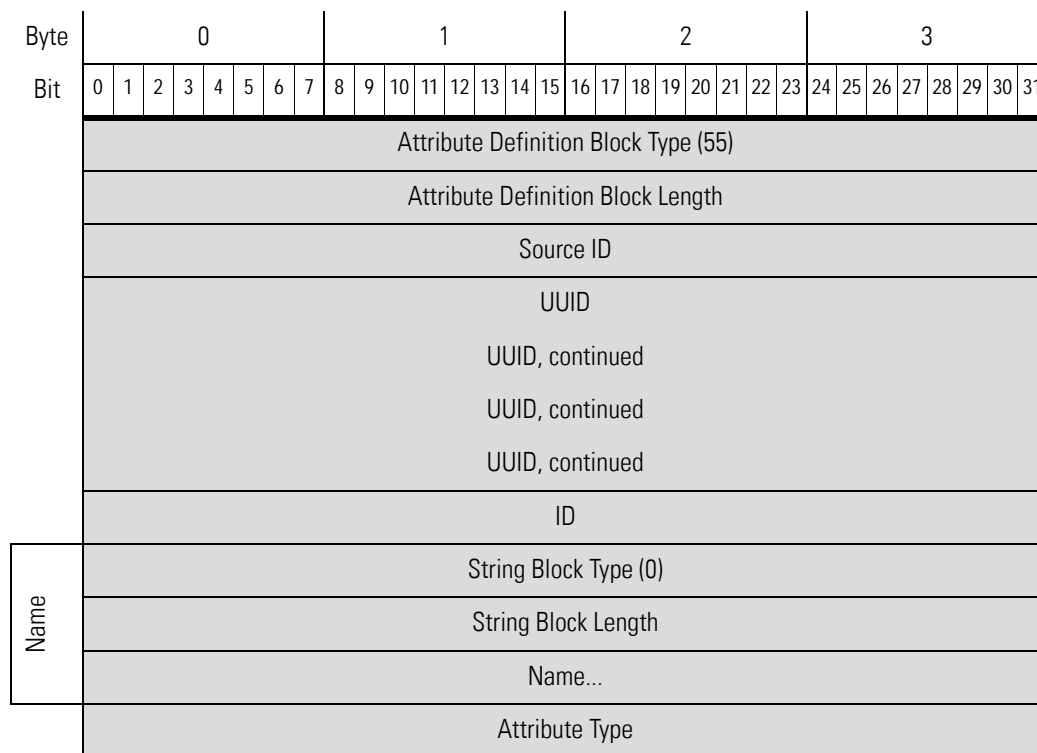 Byte 0 1 2 3
Bit 0 1 2 3 4 5 6 7 8 9 10 11 12 13 14 15 16 17 18 19 20 21 22 23 24 25 26 27 28 29 30 31
Attribute Definition Block Type (55)
Attribute Definition Block Length
Source ID
UUID
UUID, continued
UUID, continued
UUID, continued
ID
Name
String Block Type (0)
String Block Length
Name...
Attribute Type